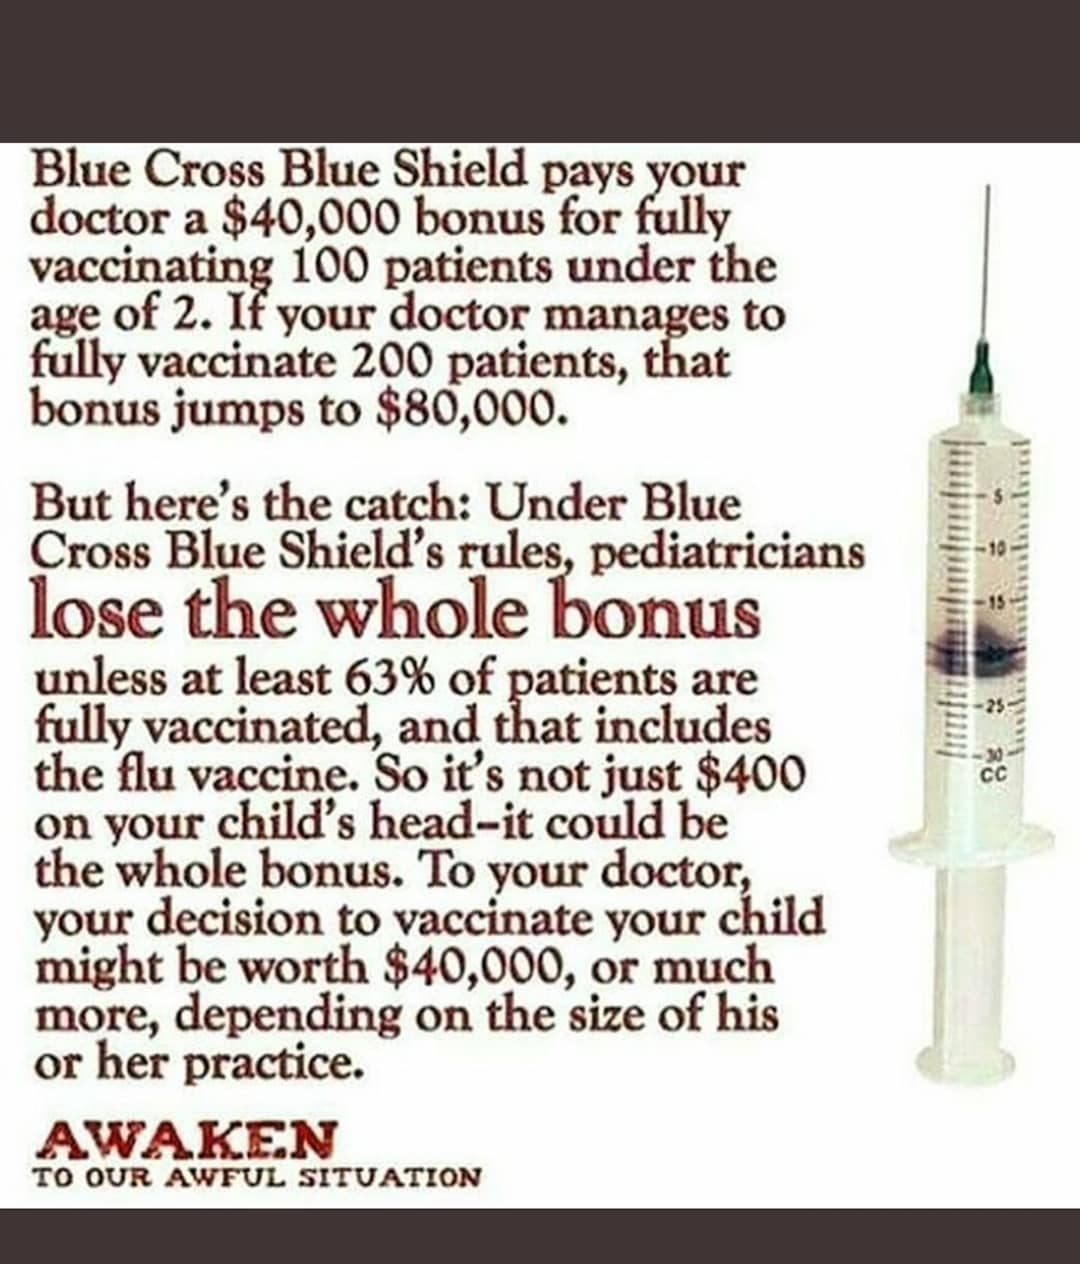 Blue Cross Blue Shield pays your
doctor a $40,000 bonus for fully
vaccinating 100 patients under the
age of 2. If your doctor manages to
fully vaccinate 200 patients, that
bonus jumps to $80,000.
But here's the catch: Under Blue
Cross Blue Shield's rules, pediatricians
lose the whole bonus
unless at least 63% of patients are
fully vaccinated, and that includes
the flu vaccine. So it's not just $400
on your child's head-it could be
the whole bonus. To your doctor,
your decision to vaccinate your child
might be worth $40,000, or much
more, depending on the size of his
or her practice.
AWAKEN
TO OUR AWFUL SITUATION
5
10
15
25
30
CC